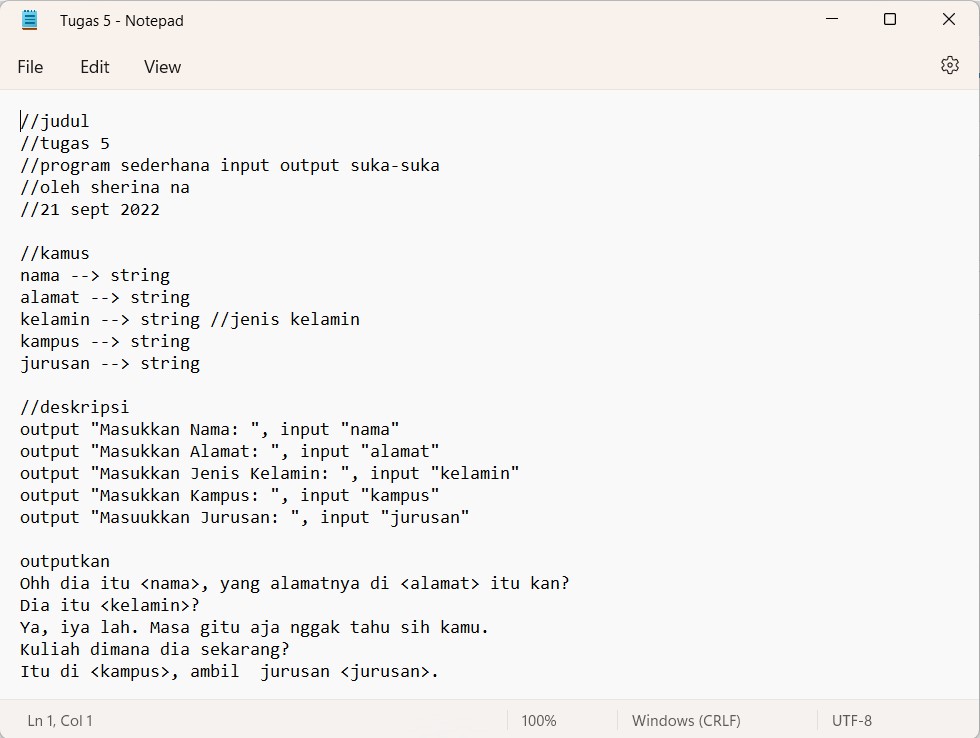 Tugas 5 - Notepad
File Edit View
//judul
//tugas 5
//program sederhana input output suka-suka
//oleh sherina na
//21 sept 2022

//kamus
nama --> string
alamat --> string
kelamin --> string //jenis kelamin
kampus --> string
jurusan --> string

//deskripsi
output "Masukkan Nama: ", input "nama"
output "Masukkan Alamat: ", input "alamat"
output "Masukkan Jenis Kelamin: ", input "kelamin"
output "Masukkan Kampus: ", input "kampus"
output "Masuukkan Jurusan: ", input "jurusan"

outputkan
Ohh dia itu <nama>, yang alamatnya di <alamat> itu kan?
Dia itu <kelamin>?
Ya, iya lah. Masa gitu aja nggak tahu sih kamu.
Kuliah dimana dia sekarang?
Itu di <kampus>, ambil  jurusan <jurusan>.
Ln 1, Col 1 100% Windows (CRLF) UTF-8